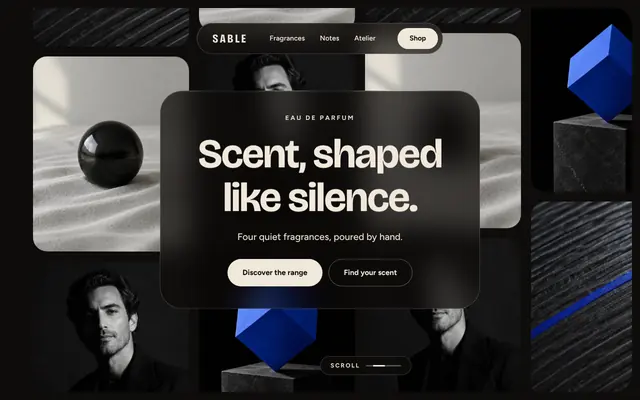 SABLE
Fragrances Notes Atelier Shop
EAU DE PARFUM
Scent, shaped
like silence.
Four quiet fragrances, poured by hand.
Discover the range Find your scent
SCROLL